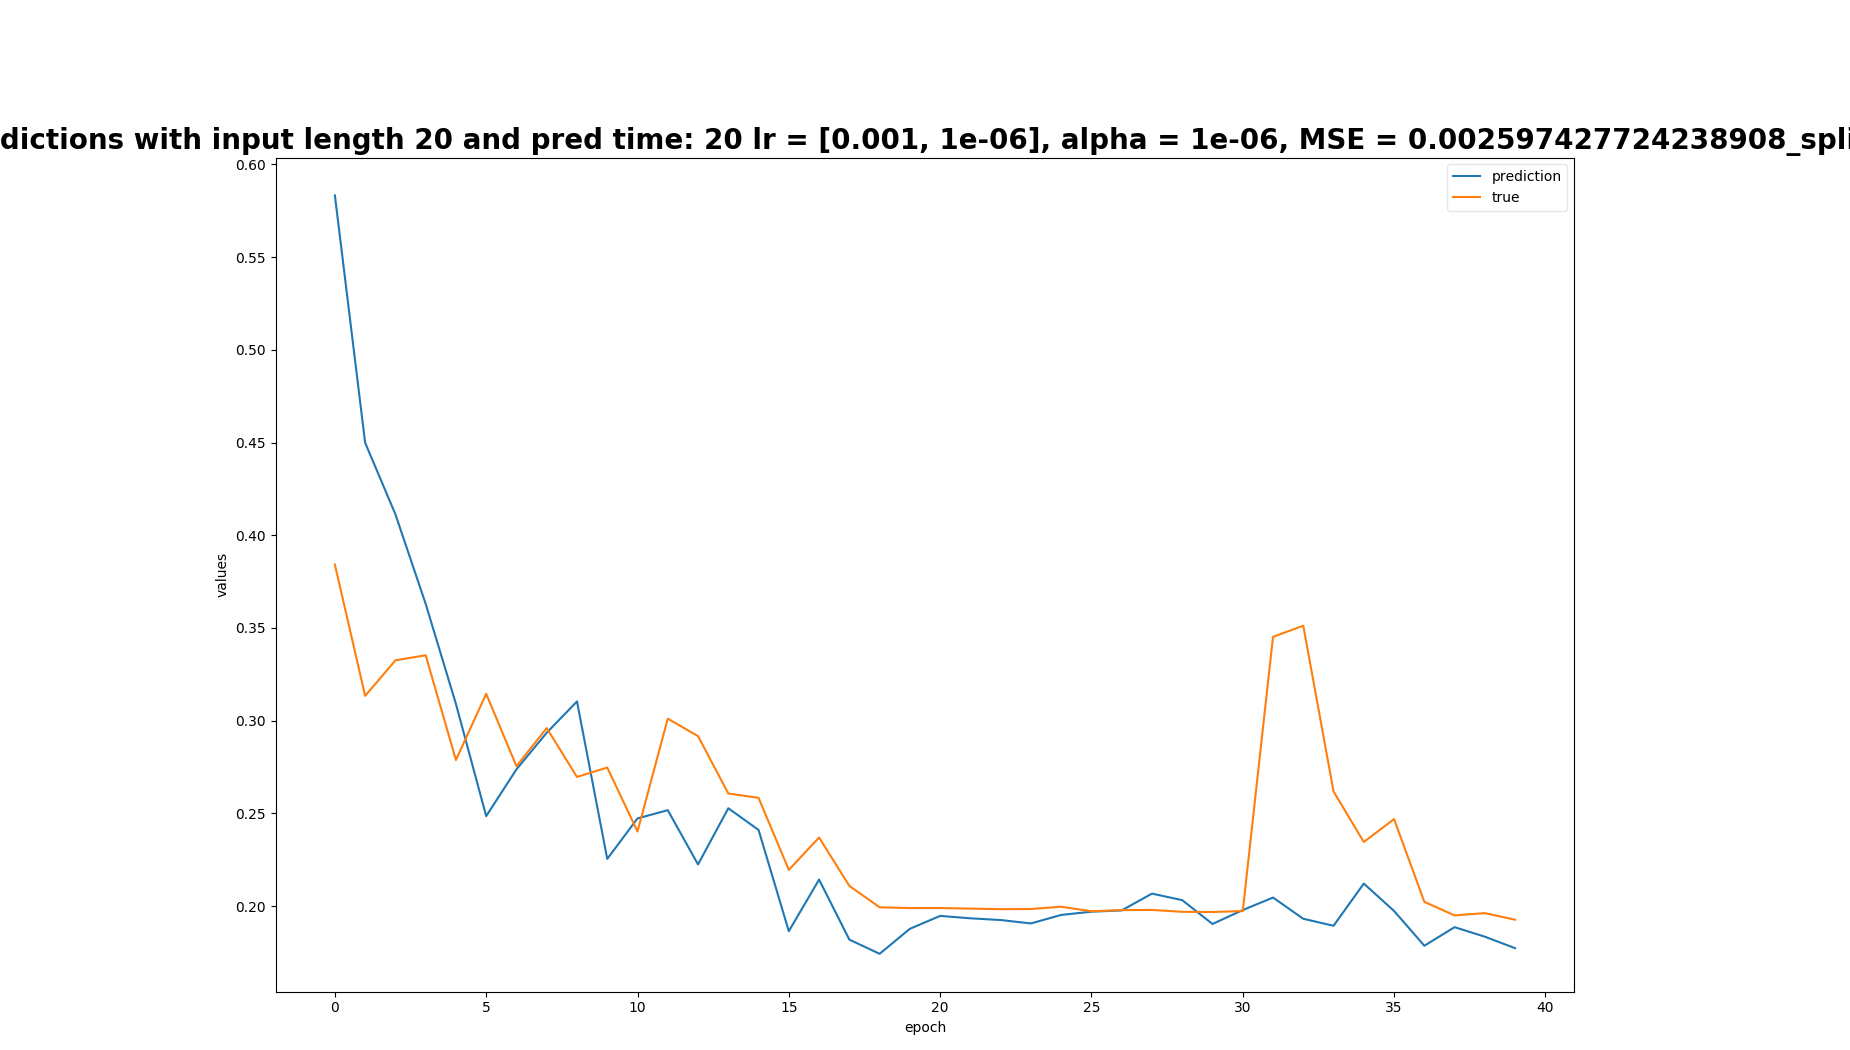 dictions with input length 20 and pred time: 20 lr = [0.001, 1e-06], alpha = 1e-06, MSE = 0.002597427724238908_spli
prediction
true
0.60
0.55
0.50
0.45
0.40
0.35
0.30
0.25
0.20
values
0 5 10 15 20 25 30 35 40
epoch